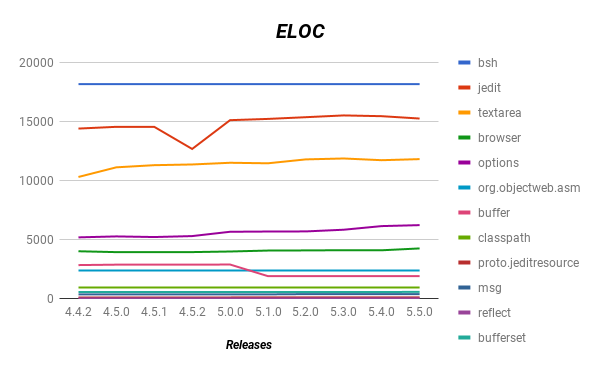 ELOC
20000
15000
10000
5000
0
4.4.2 4.5.0 4.5.1 4.5.2 5.0.0 5.1.0 5.2.0 5.3.0 5.4.0 5.5.0
Releases
bsh
jedit
textarea
browser
options
org.objectweb.asm
buffer
classpath
proto.jeditresource
msg
reflect
bufferset